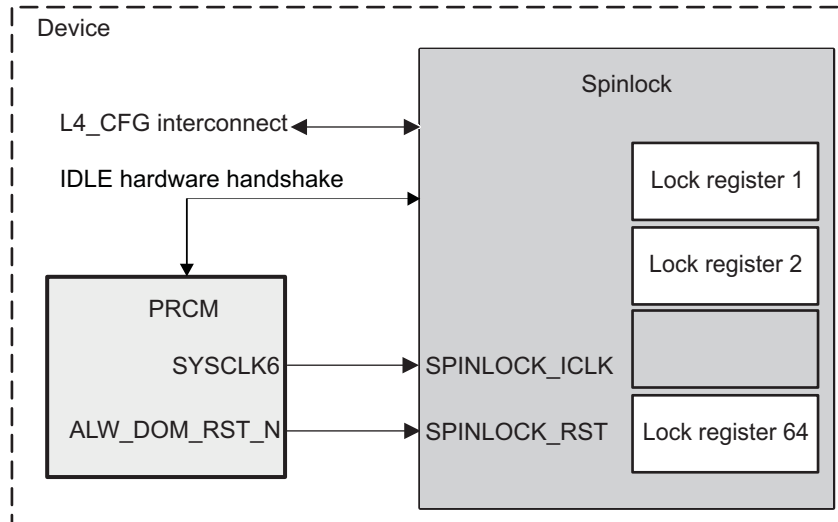 Device
Spinlock
L4_CFG interconnect
IDLE hardware handshake
Lock register 1
Lock register 2
PRCM
SYSCLK6
SPINLOCK_ICLK
ALW_DOM_RST_N
SPINLOCK_RST
Lock register 64